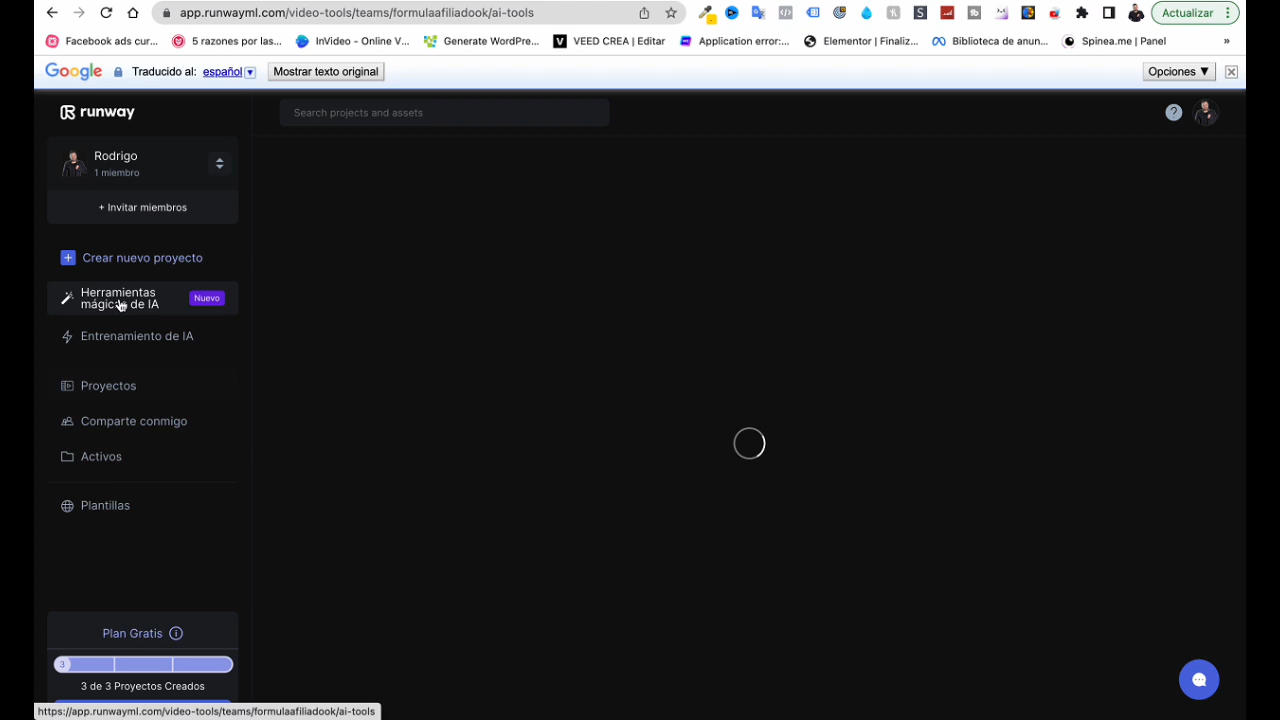 app.runwayml.com/video-tools/teams/formulaafiliadook/ai-tools
Actualizar
Facebook ads cur...
5 razones por las...
InVideo - Online V...
Generate WordPre...
VEED CREA | Editar
Application error:...
Elementor | Finaliz...
Biblioteca de anun...
Spinea.me | Panel
»
Google
Traducido al: español
Mostrar texto original
Opciones ▼
runway
Search projects and assets
?
Rodrigo
1 miembro
+ Invitar miembros
Crear nuevo proyecto
Herramientas
mágicas de IA
Nuevo
Entrenamiento de IA
Proyectos
Comparte conmigo
Activos
Plantillas
Plan Gratis
3
3 de 3 Proyectos Creados
https://app.runwayml.com/video-tools/teams/formulaafiliadook/ai-tools